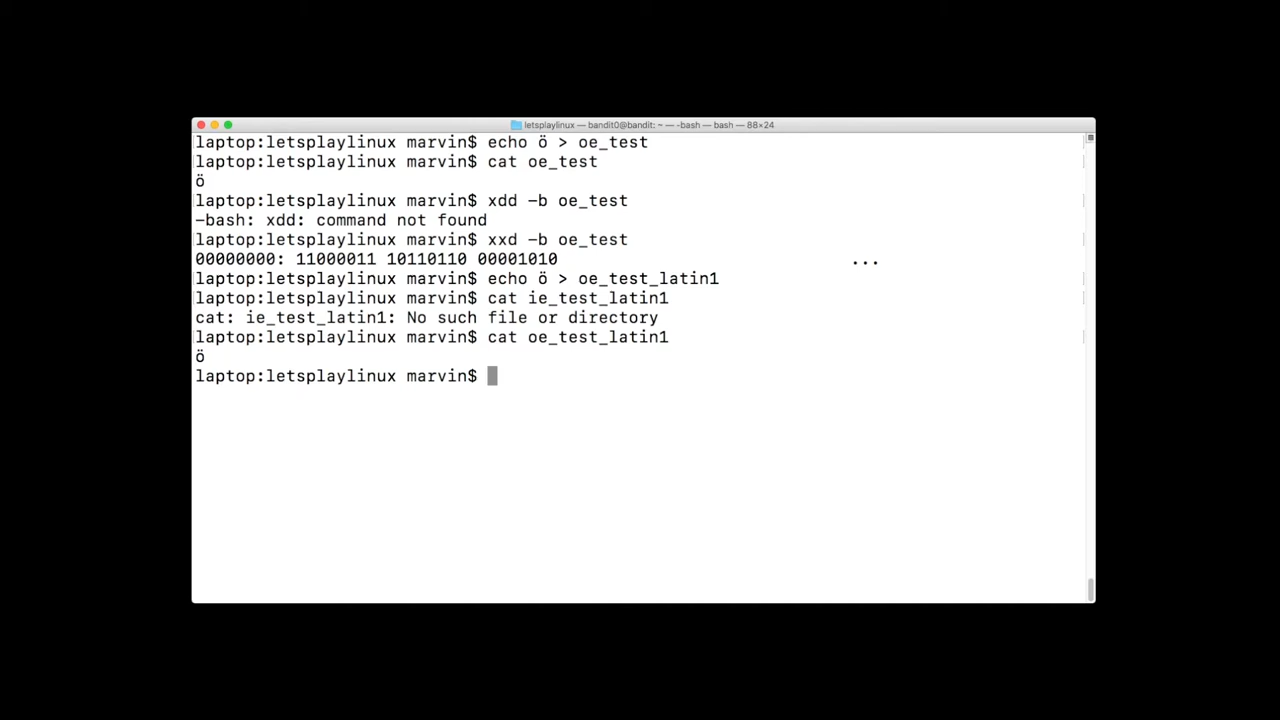 letsplaylinux — bandit0@bandit: ~ — -bash — bash — 88×24
laptop:letsplaylinux marvin$ echo ö > oe_test
laptop:letsplaylinux marvin$ cat oe_test
ö
laptop:letsplaylinux marvin$ xdd -b oe_test
-bash: xdd: command not found
laptop:letsplaylinux marvin$ xxd -b oe_test
00000000: 11000011 10110110 00001010                             ...
laptop:letsplaylinux marvin$ echo ö > oe_test_latin1
laptop:letsplaylinux marvin$ cat ie_test_latin1
cat: ie_test_latin1: No such file or directory
laptop:letsplaylinux marvin$ cat oe_test_latin1
ö
laptop:letsplaylinux marvin$